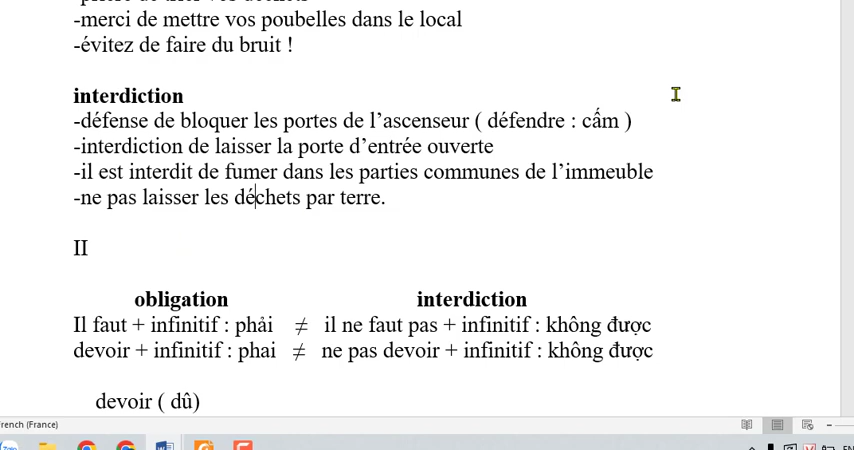 -merci de mettre vos poubelles dans le local
-évitez de faire du bruit !
interdiction
-défense de bloquer les portes de l’ascenseur ( défendre : cấm )
-interdiction de laisser la porte d’entrée ouverte
-il est interdit de fumer dans les parties communes de l’immeuble
-ne pas laisser les déchets par terre.
II
obligation interdiction
Il faut + infinitif : phải ≠ il ne faut pas + infinitif : không được
devoir + infinitif : phai ≠ ne pas devoir + infinitif : không được
devoir ( dû)
rench (France)
Zalo
EN